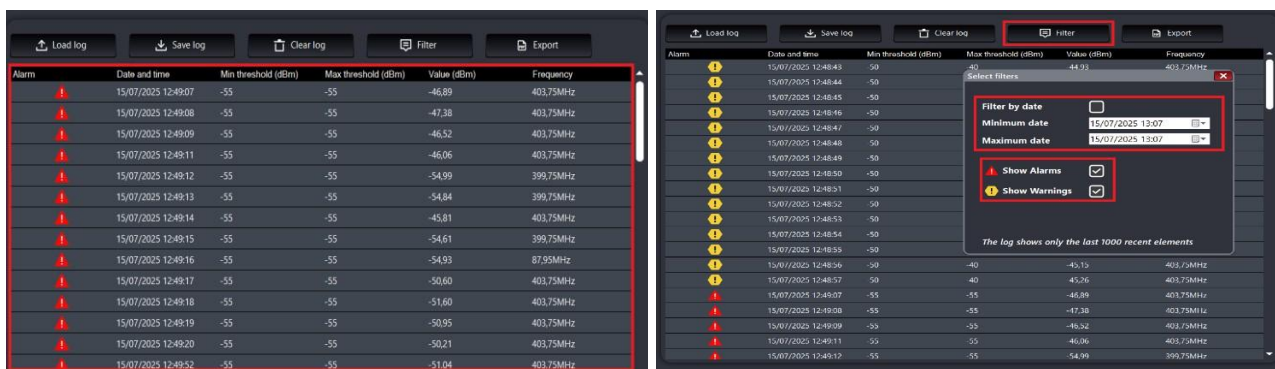 Load log Save log Clear log Filter Export
Alarm Date and time Min threshold (dBm) Max threshold (dBm) Value (dBm) Frequency
15/07/2025 12:49:07 -55 -55 -46,89 403,75MHz
15/07/2025 12:49:08 -55 -55 -47,38 403,75MHz
15/07/2025 12:49:09 -55 -55 -46,52 403,75MHz
15/07/2025 12:49:11 -55 -55 -46,06 403,75MHz
15/07/2025 12:49:12 -55 -55 -54,99 399,75MHz
15/07/2025 12:49:13 -55 -55 -54,84 399,75MHz
15/07/2025 12:49:14 -55 -55 -45,81 403,75MHz
15/07/2025 12:49:15 -55 -55 -54,61 399,75MHz
15/07/2025 12:49:16 -55 -55 -54,93 87,95MHz
15/07/2025 12:49:17 -55 -55 -50,60 403,75MHz
15/07/2025 12:49:18 -55 -55 -51,60 403,75MHz
15/07/2025 12:49:19 -55 -55 -50,95 403,75MHz
15/07/2025 12:49:20 -55 -55 -50,21 403,75MHz
15/07/2025 12:49:52 -55 -55 -51,04 403,75MHz
Load log Save log Clear log Filter Export
Alarm Date and time Min threshold (dBm) Max threshold (dBm) Value (dBm) Frequency
15/07/2025 12:48:43 -50 -40 -44,93 403,75MHz
15/07/2025 12:48:44 -50
15/07/2025 12:48:45 -50
15/07/2025 12:48:46 -50
15/07/2025 12:48:47 -50
15/07/2025 12:48:48 -50
15/07/2025 12:48:49 -50
15/07/2025 12:48:50 -50
15/07/2025 12:48:51 -50
15/07/2025 12:48:52 -50
15/07/2025 12:48:53 -50
15/07/2025 12:48:54 -50
15/07/2025 12:48:55 -50
15/07/2025 12:48:56 -50 -40 -45,15 403,75MHz
15/07/2025 12:48:57 -50 -40 -45,26 403,75MHz
15/07/2025 12:49:07 -55 -55 -46,89 403,75MHz
15/07/2025 12:49:08 -55 -55 -47,38 403,75MHz
15/07/2025 12:49:09 -55 -55 -46,52 403,75MHz
15/07/2025 12:49:11 -55 -55 -46,06 403,75MHz
15/07/2025 12:49:12 -55 -55 -54,99 399,75MHz
Select filters
Filter by date
Minimum date 15/07/2025 13:07
Maximum date 15/07/2025 13:07
Show Alarms
Show Warnings
The log shows only the last 1000 recent elements